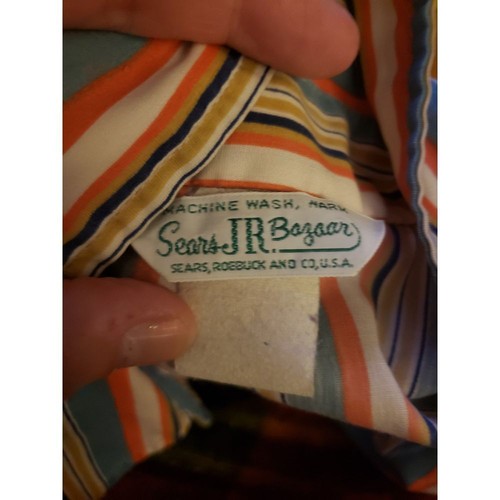 MACHINE WASH, WARM
Sears JR Bazaar
SEARS, ROEBUCK AND CO, U.S.A.